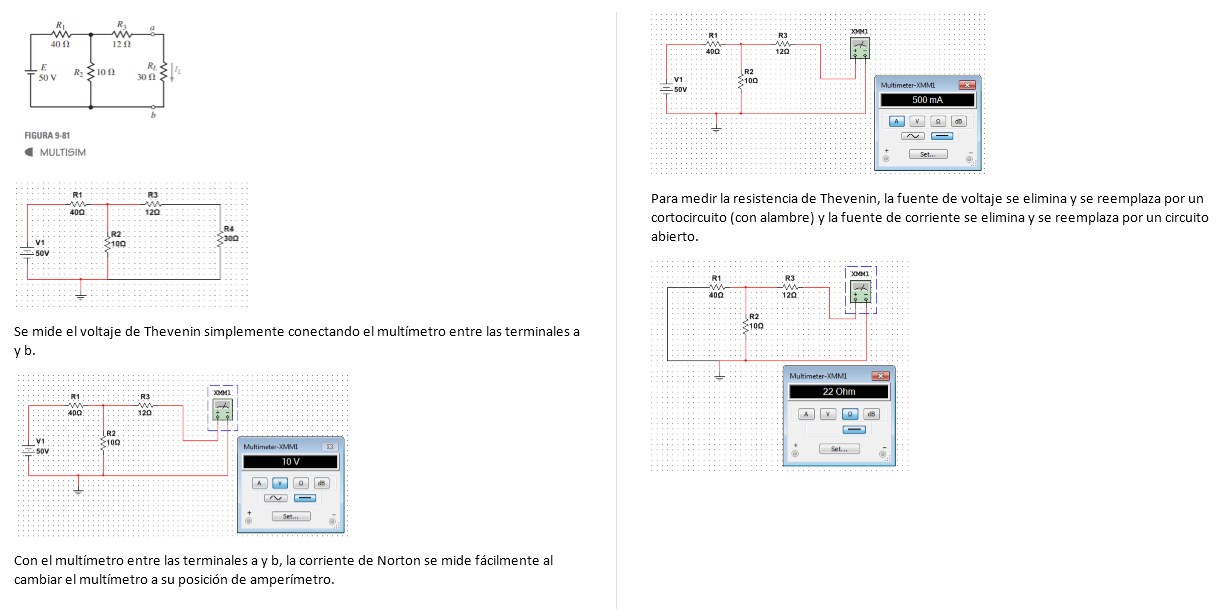 R₁
R₃
a
40 Ω
12 Ω
E
50 V
R₂
10 Ω
R_L
30 Ω
I_L
b
FIGURA 9-81
MULTISIM
R1
R3
40Ω
12Ω
V1
50V
R2
10Ω
R4
30Ω
Se mide el voltaje de Thevenin simplemente conectando el multímetro entre las terminales a
y b.
R1
R3
XMM1
40Ω
12Ω
V1
50V
R2
10Ω
Multimeter-XMM1
10 V
A V Ω dB
Set...
+ -
Con el multímetro entre las terminales a y b, la corriente de Norton se mide fácilmente al
cambiar el multímetro a su posición de amperímetro.
R1
R3
XMM1
40Ω
12Ω
V1
50V
R2
10Ω
Multimeter-XMM1
500 mA
A V Ω dB
Set...
+ -
Para medir la resistencia de Thevenin, la fuente de voltaje se elimina y se reemplaza por un
cortocircuito (con alambre) y la fuente de corriente se elimina y se reemplaza por un circuito
abierto.
R1
R3
XMM1
40Ω
12Ω
R2
10Ω
Multimeter-XMM1
22 Ohm
A V Ω dB
Set...
+ -